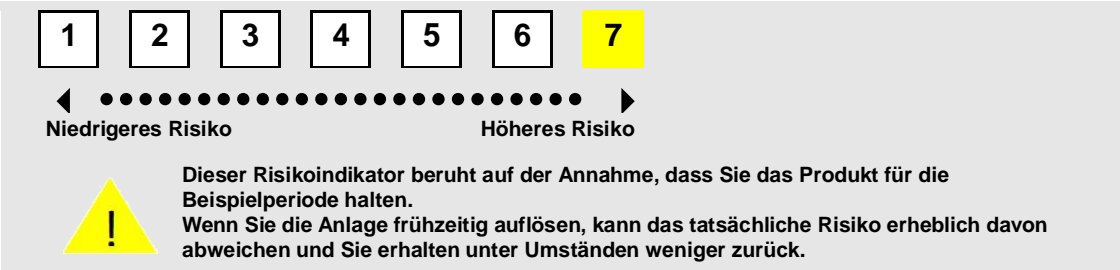 1 2 3 4 5 6 7
Niedrigeres Risiko Höheres Risiko
!
Dieser Risikoindikator beruht auf der Annahme, dass Sie das Produkt für die
Beispielperiode halten.
Wenn Sie die Anlage frühzeitig auflösen, kann das tatsächliche Risiko erheblich davon
abweichen und Sie erhalten unter Umständen weniger zurück.